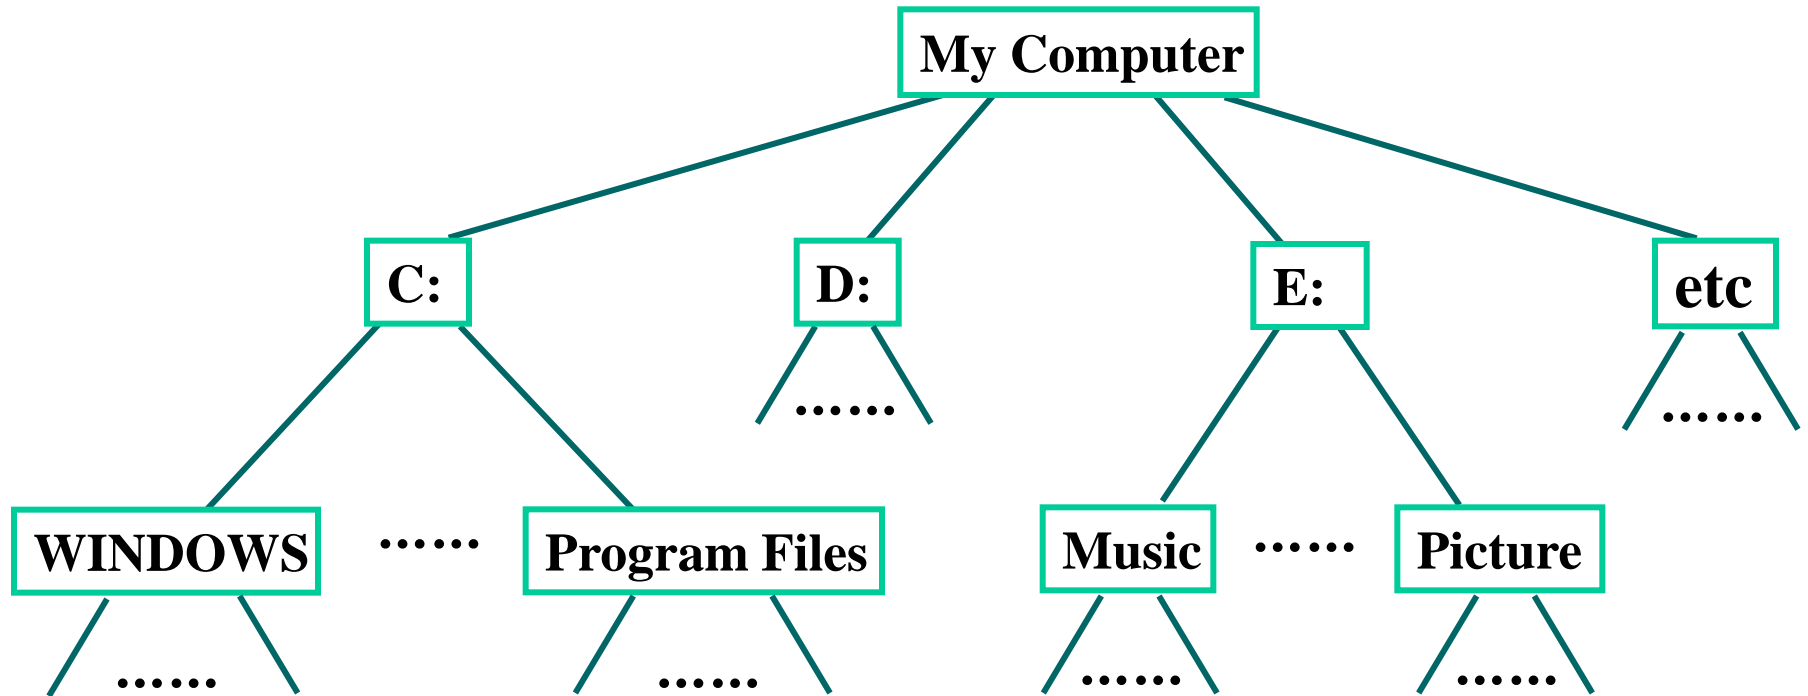 My Computer
C:
D:
E:
etc
……
……
WINDOWS
……
Program Files
Music
……
Picture
……
……
……
……